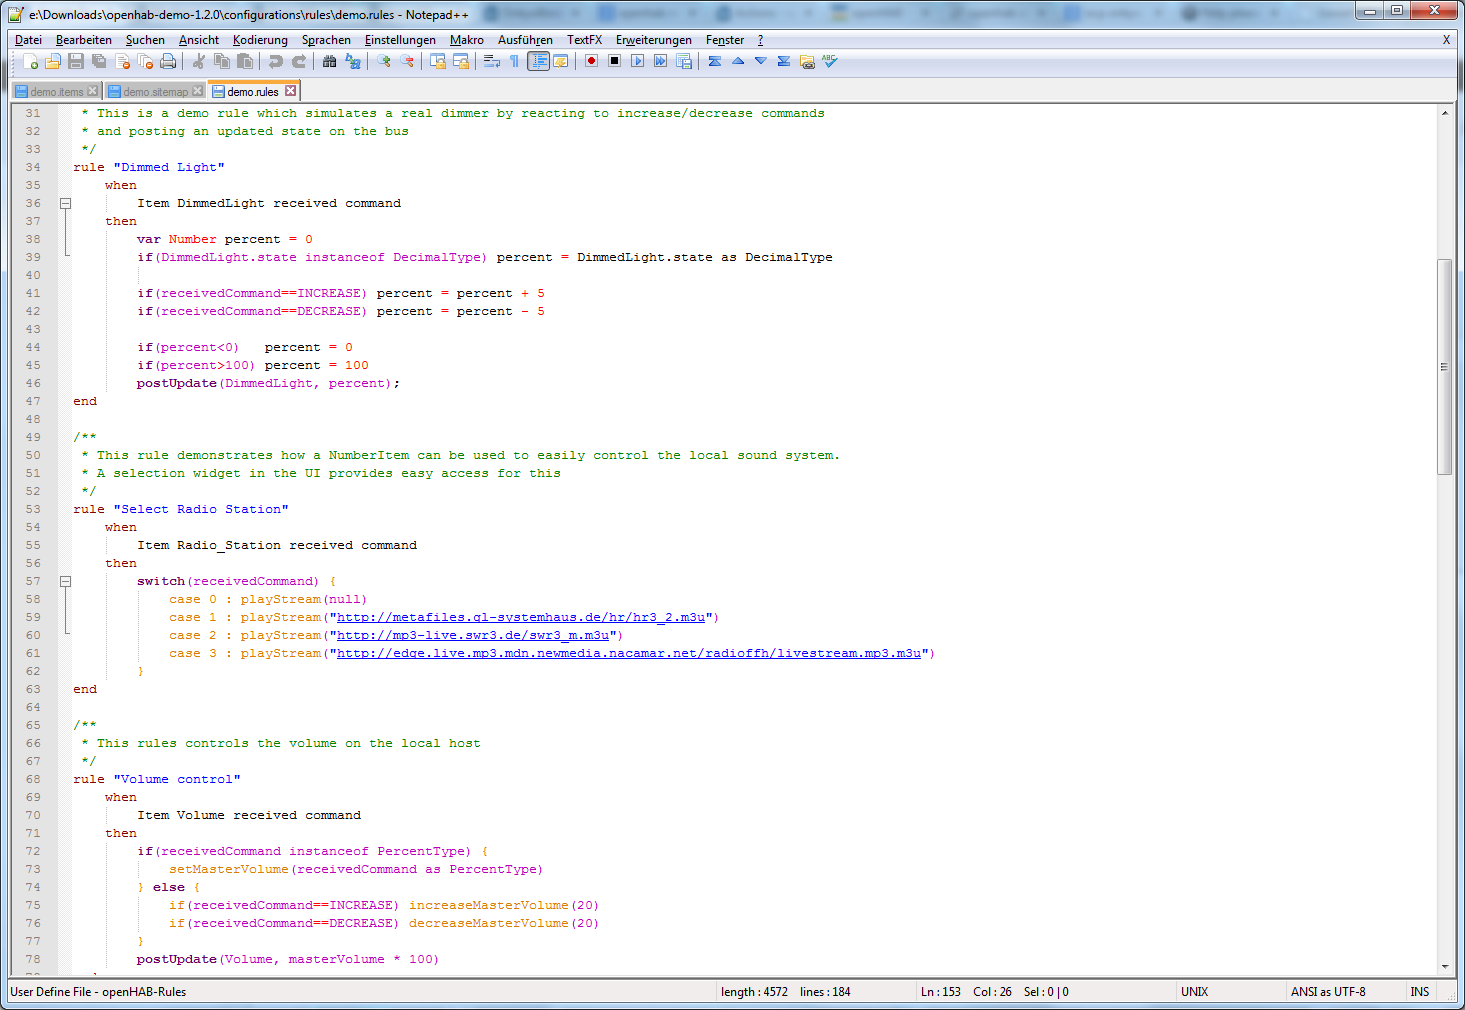 e:\Downloads\openhab-demo-1.2.0\configurations\rules\demo.rules - Notepad++
Datei Bearbeiten Suchen Ansicht Kodierung Sprachen Einstellungen Makro Ausführen TextFX Erweiterungen Fenster ? X
demo.items demo.sitemap demo.rules
31 * This is a demo rule which simulates a real dimmer by reacting to increase/decrease commands
32 * and posting an updated state on the bus
33 */
34 rule "Dimmed Light"
35 when
36 Item DimmedLight received command
37 then
38 var Number percent = 0
39 if(DimmedLight.state instanceof DecimalType) percent = DimmedLight.state as DecimalType
40
41 if(receivedCommand==INCREASE) percent = percent + 5
42 if(receivedCommand==DECREASE) percent = percent - 5
43
44 if(percent<0)   percent = 0
45 if(percent>100) percent = 100
46 postUpdate(DimmedLight, percent);
47 end
48
49 /**
50 * This rule demonstrates how a NumberItem can be used to easily control the local sound system.
51 * A selection widget in the UI provides easy access for this
52 */
53 rule "Select Radio Station"
54 when
55 Item Radio_Station received command
56 then
57 switch(receivedCommand) {
58 case 0 : playStream(null)
59 case 1 : playStream("http://metafiles.gl-systemhaus.de/hr/hr3_2.m3u")
60 case 2 : playStream("http://mp3-live.swr3.de/swr3_m.m3u")
61 case 3 : playStream("http://edge.live.mp3.mdn.newmedia.nacamar.net/radioffh/livestream.mp3.m3u")
62 }
63 end
64
65 /**
66 * This rules controls the volume on the local host
67 */
68 rule "Volume control"
69 when
70 Item Volume received command
71 then
72 if(receivedCommand instanceof PercentType) {
73 setMasterVolume(receivedCommand as PercentType)
74 } else {
75 if(receivedCommand==INCREASE) increaseMasterVolume(20)
76 if(receivedCommand==DECREASE) decreaseMasterVolume(20)
77 }
78 postUpdate(Volume, masterVolume * 100)
User Define File - openHAB-Rules length : 4572 lines : 184 Ln : 153 Col : 26 Sel : 0 | 0 UNIX ANSI as UTF-8 INS